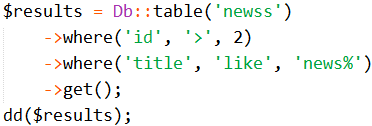 $results = Db::table('newss')
->where('id', '>', 2)
->where('title', 'like', 'news%')
->get();
dd($results);